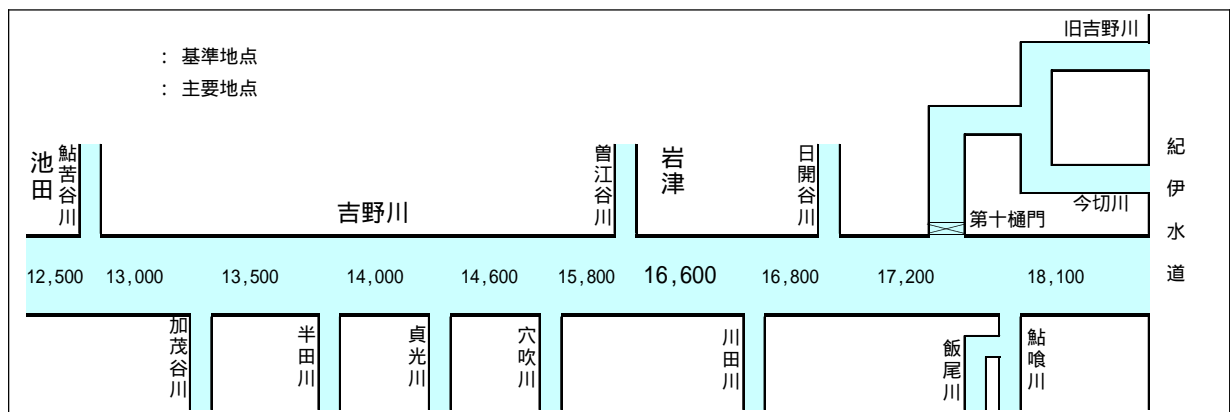 旧吉野川
: 基準地点
: 主要地点
池田
鮎苦谷川
曽江谷川
岩津
日開谷川
紀伊水道
吉野川
今切川
第十樋門
12,500 13,000 13,500 14,000 14,600 15,800 16,600 16,800 17,200 18,100
加茂谷川
半田川
貞光川
穴吹川
川田川
飯尾川
鮎喰川